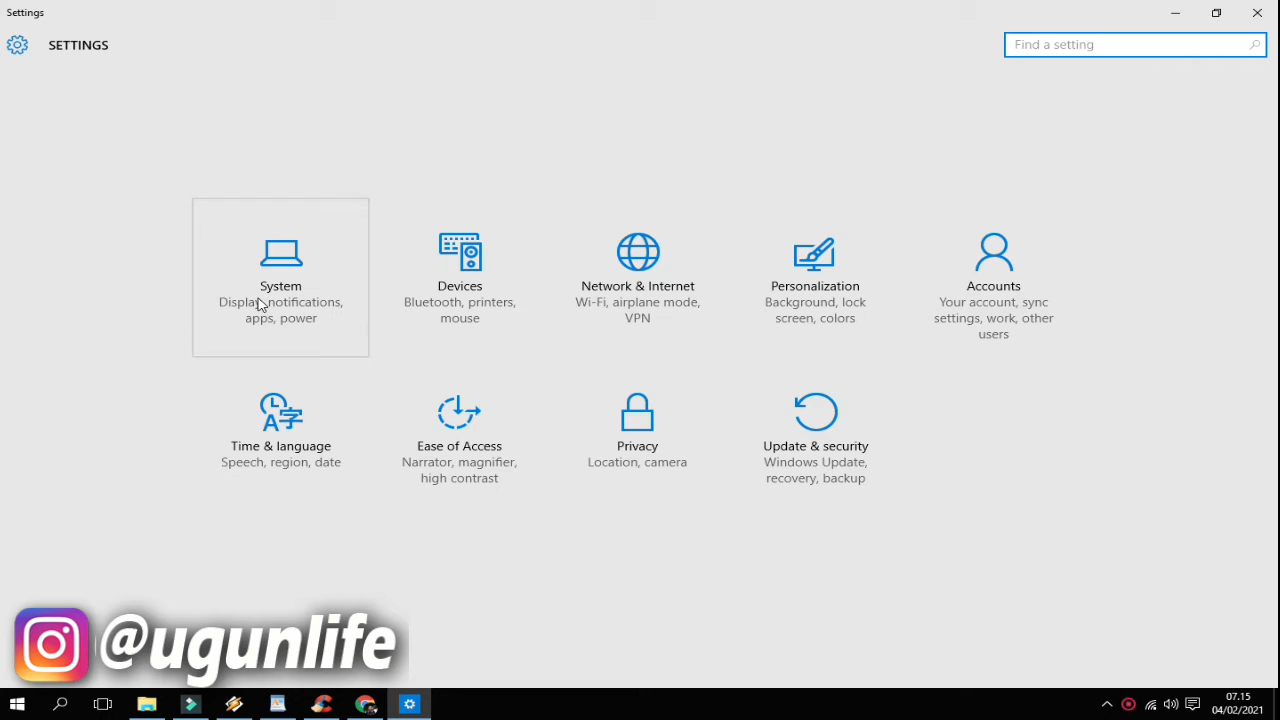 Settings
SETTINGS
Find a setting
System
Display, notifications,
apps, power
Devices
Bluetooth, printers,
mouse
Network & Internet
Wi-Fi, airplane mode,
VPN
Personalization
Background, lock
screen, colors
Accounts
Your account, sync
settings, work, other
users
Time & language
Speech, region, date
Ease of Access
Narrator, magnifier,
high contrast
Privacy
Location, camera
Update & security
Windows Update,
recovery, backup
@ugunlife
07.15
04/02/2021